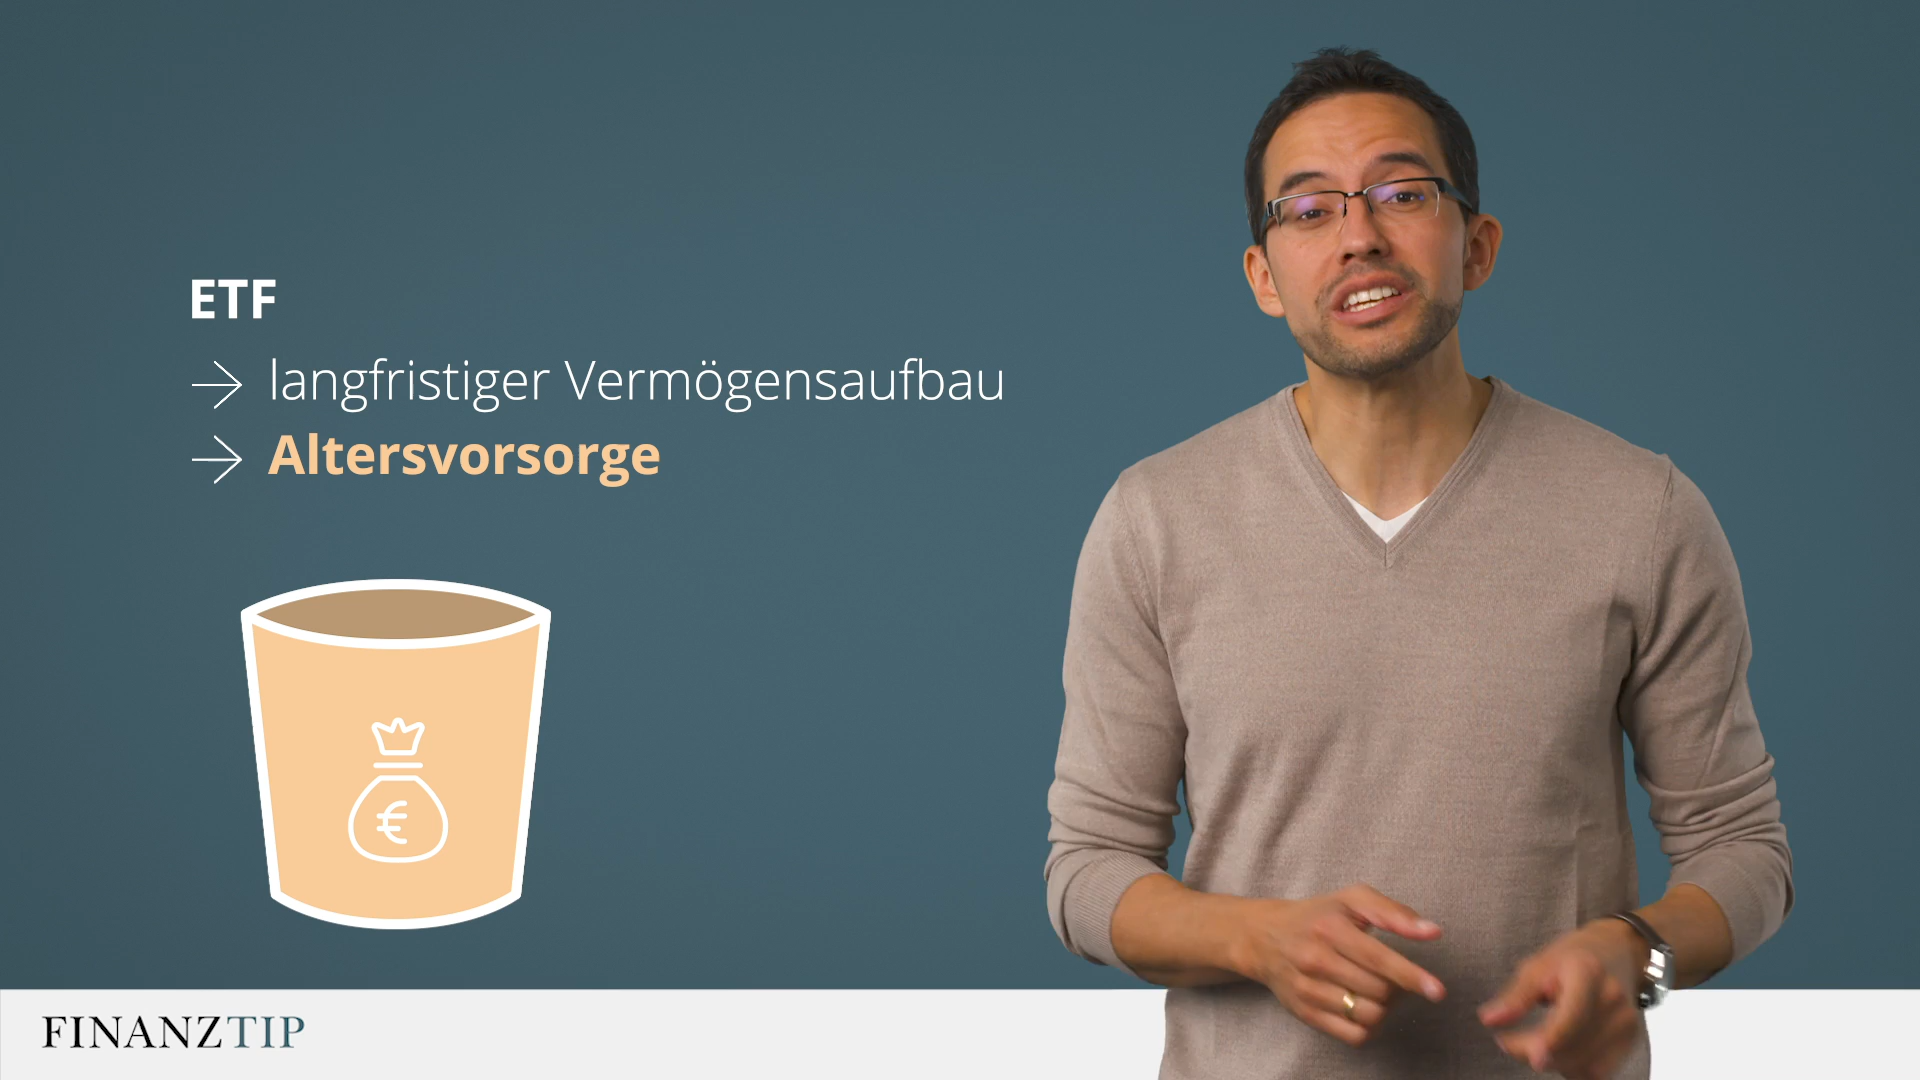 ETF
→ langfristiger Vermögensaufbau
→ Altersvorsorge
€
FINANZTIP